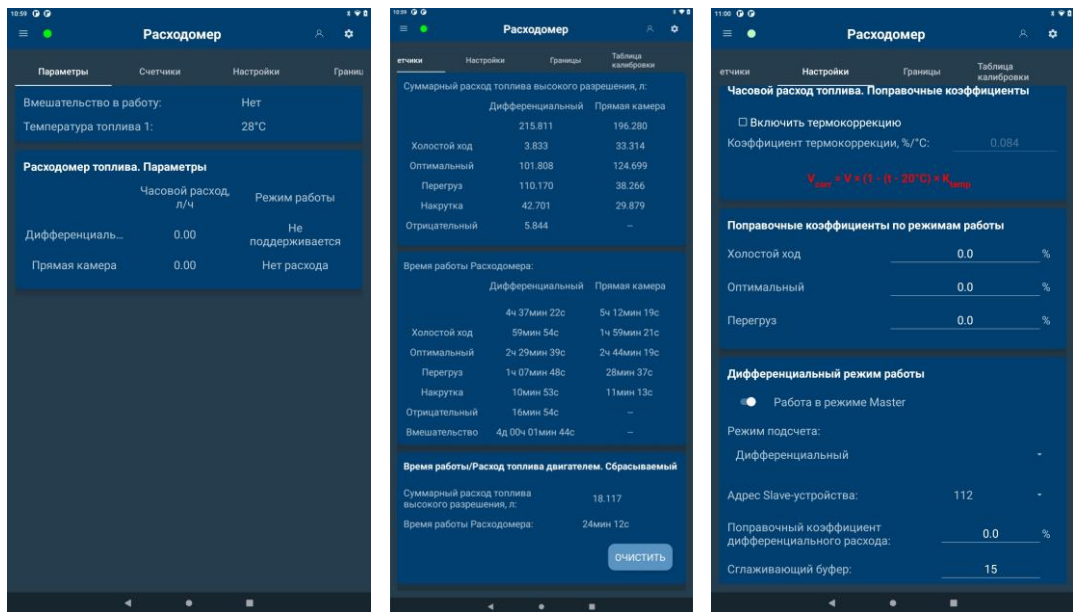 10:59
Расходомер
Параметры Счетчики Настройки Границ
Вмешательство в работу: Нет
Температура топлива 1: 28°C
Расходомер топлива. Параметры
Часовой расход, л/ч Режим работы
Дифференциаль... 0.00 Не поддерживается
Прямая камера 0.00 Нет расхода
10:59
Расходомер
етчики Настройки Границы Таблица калибровки
Суммарный расход топлива высокого разрешения, л:
Дифференциальный Прямая камера
215.811 196.280
Холостой ход 3.833 33.314
Оптимальный 101.808 124.699
Перегруз 110.170 38.266
Накрутка 42.701 29.879
Отрицательный 5.844 –
Время работы Расходомера:
Дифференциальный Прямая камера
4ч 37мин 22с 5ч 12мин 19с
Холостой ход 59мин 54с 1ч 59мин 21с
Оптимальный 2ч 29мин 39с 2ч 44мин 19с
Перегруз 1ч 07мин 48с 28мин 37с
Накрутка 10мин 53с 11мин 13с
Отрицательный 16мин 54с –
Вмешательство 4д 00ч 01мин 44с –
Время работы/Расход топлива двигателем. Сбрасываемый
Суммарный расход топлива
высокого разрешения, л: 18.117
Время работы Расходомера: 24мин 12с
ОЧИСТИТЬ
11:00
Расходомер
етчики Настройки Границы Таблица калибровки
Часовой расход топлива. Поправочные коэффициенты
Включить термокоррекцию
Коэффициент термокоррекции, %/°C: 0.084
V corr = V × (1 - (t - 20°C) × K temp
Поправочные коэффициенты по режимам работы
Холостой ход 0.0 %
Оптимальный 0.0 %
Перегруз 0.0 %
Дифференциальный режим работы
Работа в режиме Master
Режим подсчета:
Дифференциальный
Адрес Slave-устройства: 112
Поправочный коэффициент
дифференциального расхода: 0.0 %
Сглаживающий буфер: 15